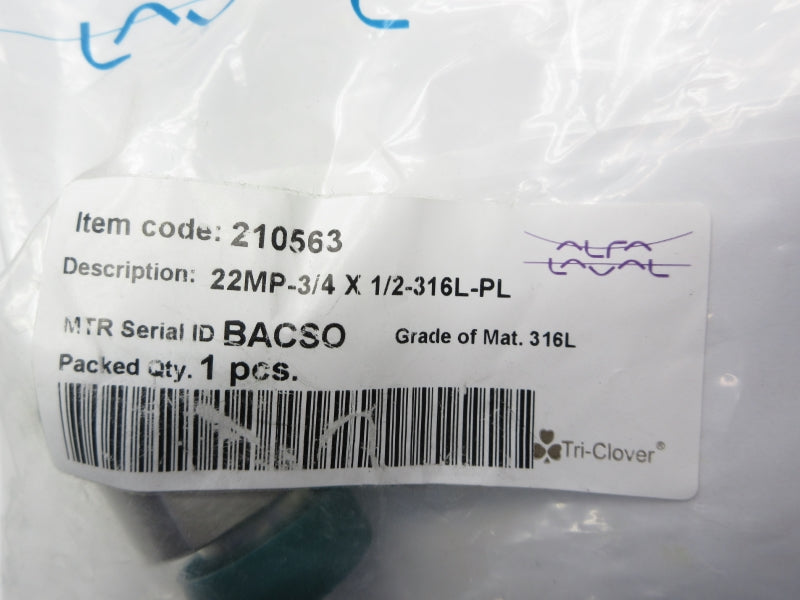 Item code: 210563
ALFA
LAVAL
Description: 22MP-3/4 X 1/2-316L-PL
MTR Serial ID BACSO Grade of Mat. 316L
Packed Qty. 1 pcs.
Tri-Clover®